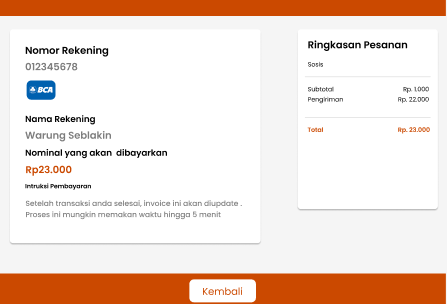 Nomor Rekening
012345678
BCA
Nama Rekening
Warung Seblakin
Nominal yang akan dibayarkan
Rp23.000
Intruksi Pembayaran
Setelah transaksi anda selesai, invoice ini akan diupdate .
Proses ini mungkin memakan waktu hingga 5 menit
Ringkasan Pesanan
Sosis
Subtotal Rp. 1.000
Pengiriman Rp. 22.000
Total Rp. 23.000
Kembali